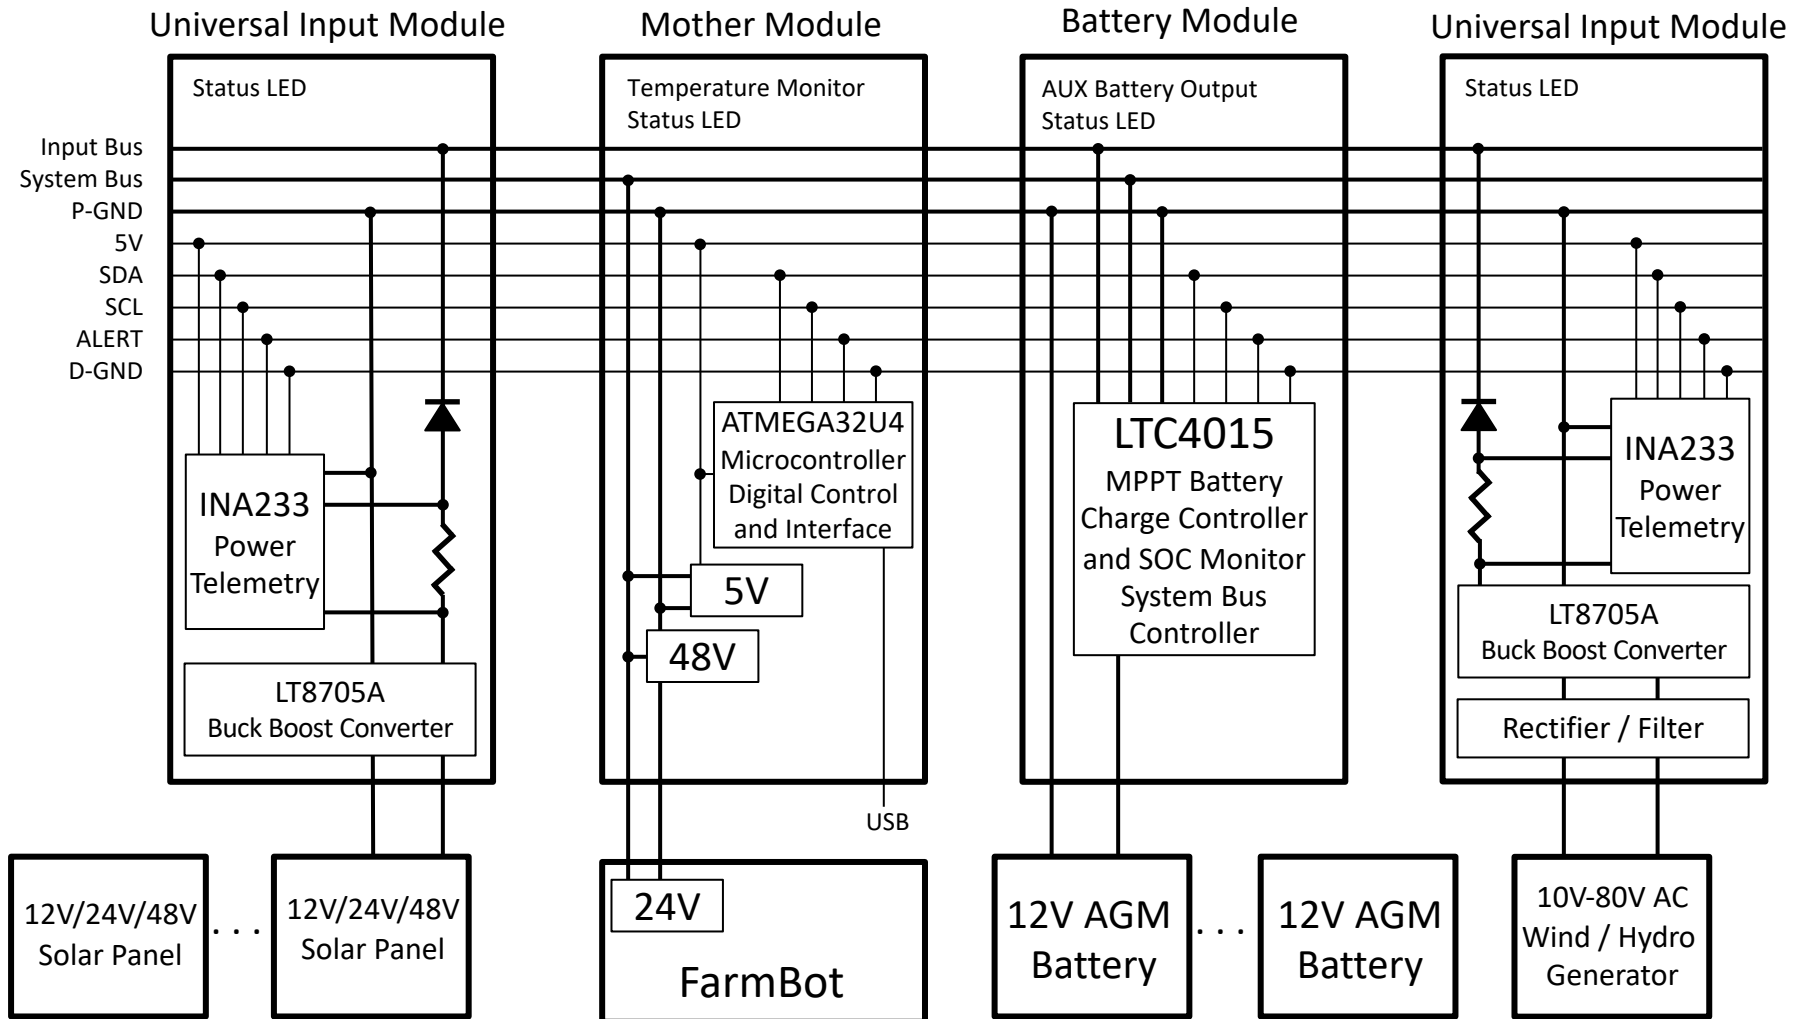 Universal Input Module
Mother Module
Battery Module
Universal Input Module
Status LED
Temperature Monitor
Status LED
AUX Battery Output
Status LED
Status LED
Input Bus
System Bus
P-GND
5V
SDA
SCL
ALERT
D-GND
INA233
Power
Telemetry
LT8705A
Buck Boost Converter
ATMEGA32U4
Microcontroller
Digital Control
and Interface
5V
48V
USB
LTC4015
MPPT Battery
Charge Controller
and SOC Monitor
System Bus
Controller
INA233
Power
Telemetry
LT8705A
Buck Boost Converter
Rectifier / Filter
12V/24V/48V
Solar Panel
. . .
12V/24V/48V
Solar Panel
24V
FarmBot
12V AGM
Battery
. . .
12V AGM
Battery
10V-80V AC
Wind / Hydro
Generator